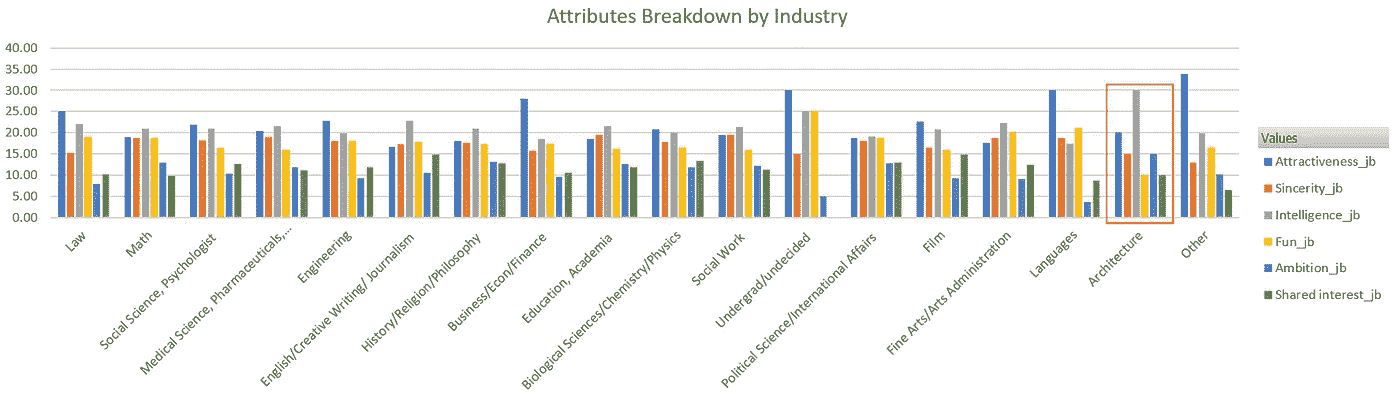 Attributes Breakdown by Industry
40.00
35.00
30.00
25.00
20.00
15.00
10.00
5.00
0.00
Law
Math
Social Science, Psychologist
Medical Science, Pharmaceuticals,...
Engineering
English/Creative Writing/ Journalism
History/Religion/Philosophy
Business/Econ/Finance
Education, Academia
Biological Sciences/Chemistry/Physics
Social Work
Undergrad/undecided
Political Science/International Affairs
Film
Fine Arts/Arts Administration
Languages
Architecture
Other
Values
Attractiveness_jb
Sincerity_jb
Intelligence_jb
Fun_jb
Ambition_jb
Shared interest_jb